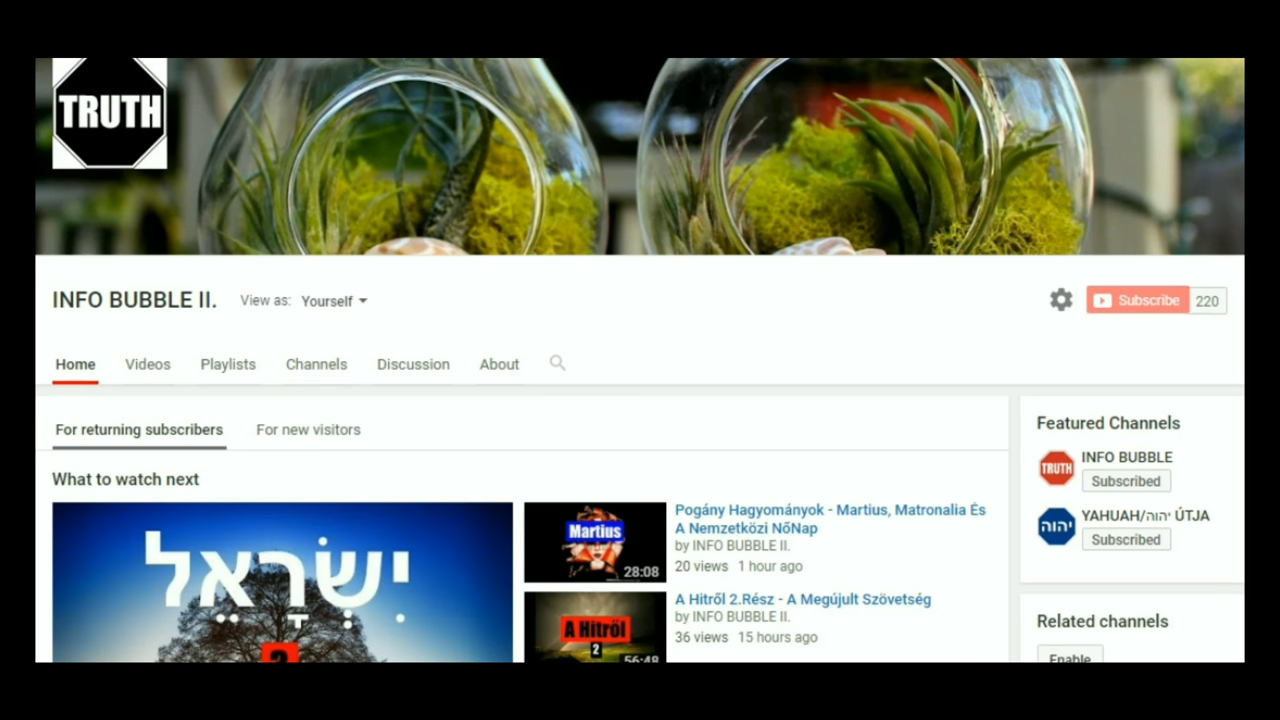 TRUTH
INFO BUBBLE II.
View as: Yourself
Subscribe 220
Home Videos Playlists Channels Discussion About
For returning subscribers For new visitors
What to watch next
יִשְׂרָאֵל
2
Martius
28:08
Pogány Hagyományok - Martius, Matronalia És
A Nemzetközi NőNap
by INFO BUBBLE II.
20 views 1 hour ago
A Hitről
2
56:48
A Hitről 2.Rész - A Megújult Szövetség
by INFO BUBBLE II.
36 views 15 hours ago
Featured Channels
TRUTH
INFO BUBBLE
Subscribed
יהוה
YAHUAH/יהוה ÚTJA
Subscribed
Related channels
Enable